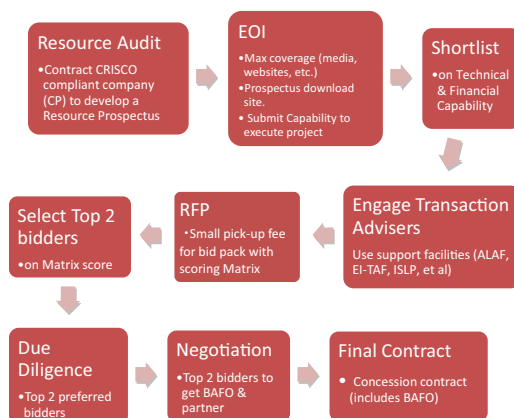 Resource Audit
•Contract CRISCO
compliant company
(CP) to develop a
Resource Prospectus
EOI
•Max coverage (media,
websites, etc.)
•Prospectus download
site.
• Submit Capability to
execute project
Shortlist
•on Technical
& Financial
Capability
Engage Transaction
Advisers
Use support facilities (ALAF,
EI-TAF, ISLP, et al)
RFP
•Small pick-up fee
for bid pack with
scoring Matrix
Select Top 2
bidders
•on Matrix score
Due
Diligence
•Top 2 preferred
bidders
Negotiation
•Top 2 bidders to
get BAFO &
partner
Final Contract
• Concession contract
(includes BAFO)